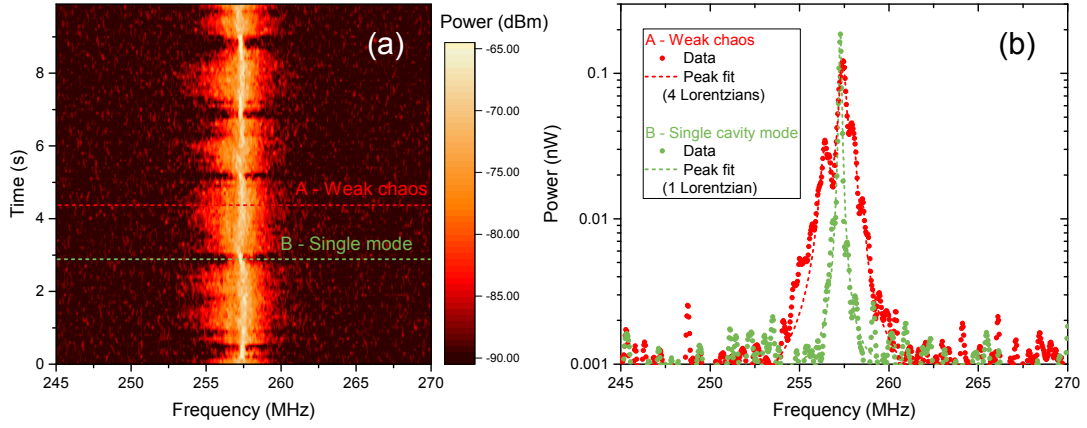 (a)
Time (s)
8
6
4
2
0
A - Weak chaos
B - Single mode
245
250
255
260
265
270
Frequency (MHz)
Power (dBm)
-65.00
-70.00
-75.00
-80.00
-85.00
-90.00
(b)
Power (nW)
0.1
0.01
0.001
A - Weak chaos
Data
Peak fit
(4 Lorentzians)
B - Single cavity mode
Data
Peak fit
(1 Lorentzian)
245
250
255
260
265
270
Frequency (MHz)